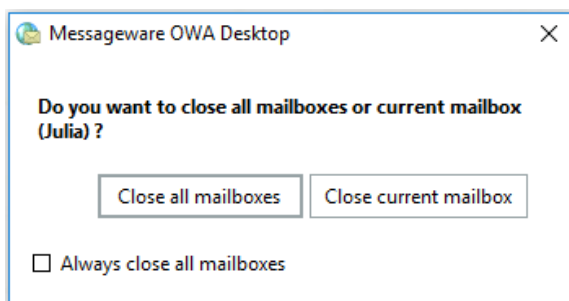 Messageware OWA Desktop
Do you want to close all mailboxes or current mailbox
(Julia) ?
Close all mailboxes Close current mailbox
Always close all mailboxes